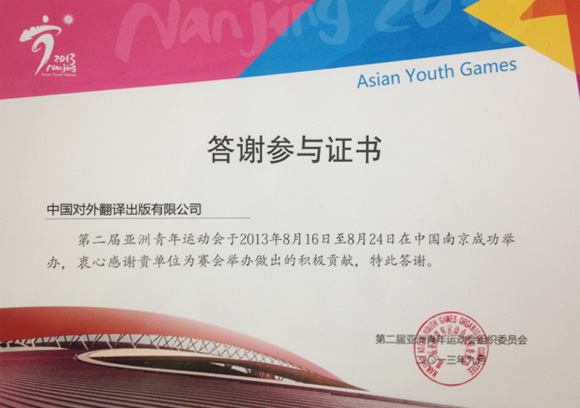 Nanjing 2013
2013
Nanjing
Asian Youth Games
Asian Youth Games
答谢参与证书
中国对外翻译出版有限公司
第二届亚洲青年运动会于2013年8月16日至8月24日在中国南京成功举
办，衷心感谢贵单位为赛会举办做出的积极贡献，特此答谢。
第二届亚洲青年运动会组织委员会
二〇一三年九月